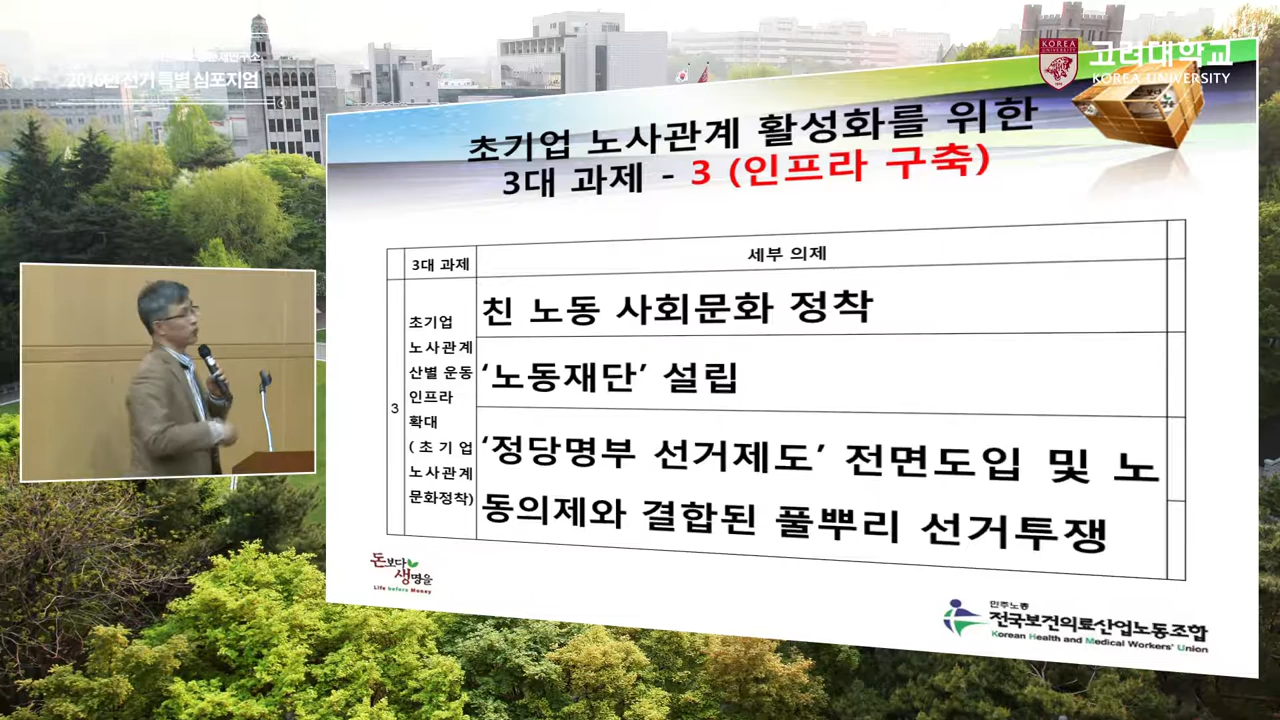 2016년 전기 특별 심포지엄
KOREA
UNIVERSITY
고려대학교
KOREA UNIVERSITY
초기업 노사관계 활성화를 위한
3대 과제 - 3 (인프라 구축)
3대 과제
세부 의제
3
초기업
노사관계
산별 운동
인프라
확대
(초기업
노사관계
문화정착)
친 노동 사회문화 정착
‘노동재단’ 설립
‘정당명부 선거제도’ 전면도입 및 노
동의제와 결합된 풀뿌리 선거투쟁
돈보다
생명을
Life before Money
민주노총
전국보건의료산업노동조합
Korean Health and Medical Workers' Union